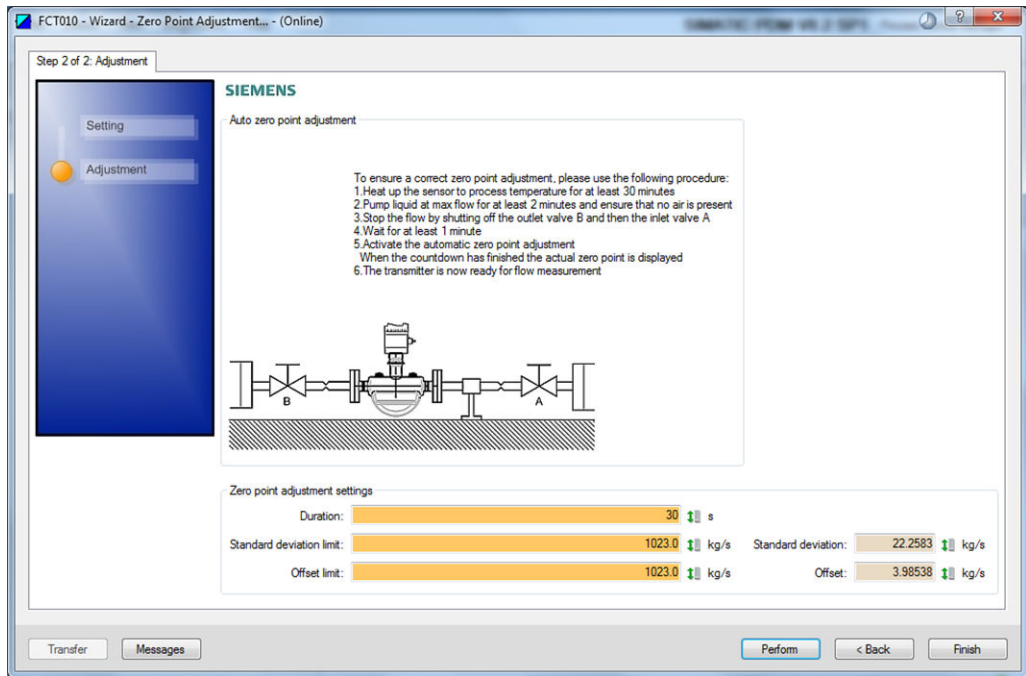 FCT010 - Wizard - Zero Point Adjustment... - (Online)
Step 2 of 2: Adjustment
Setting
Adjustment
SIEMENS
Auto zero point adjustment
To ensure a correct zero point adjustment, please use the following procedure:
1.Heat up the sensor to process temperature for at least 30 minutes
2.Pump liquid at max flow for at least 2 minutes and ensure that no air is present
3.Stop the flow by shutting off the outlet valve B and then the inlet valve A
4.Wait for at least 1 minute
5.Activate the automatic zero point adjustment
When the countdown has finished the actual zero point is displayed
6.The transmitter is now ready for flow measurement
B
A
Zero point adjustment settings
Duration: 30 s
Standard deviation limit: 1023.0 kg/s Standard deviation: 22.2583 kg/s
Offset limit: 1023.0 kg/s Offset: 3.98538 kg/s
Transfer Messages Perform < Back Finish